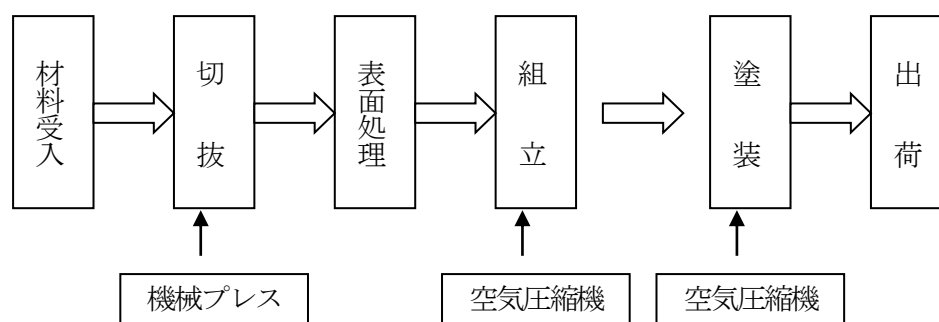 材料受入
切抜
表面処理
組立
塗装
出荷
機械プレス
空気圧縮機
空気圧縮機